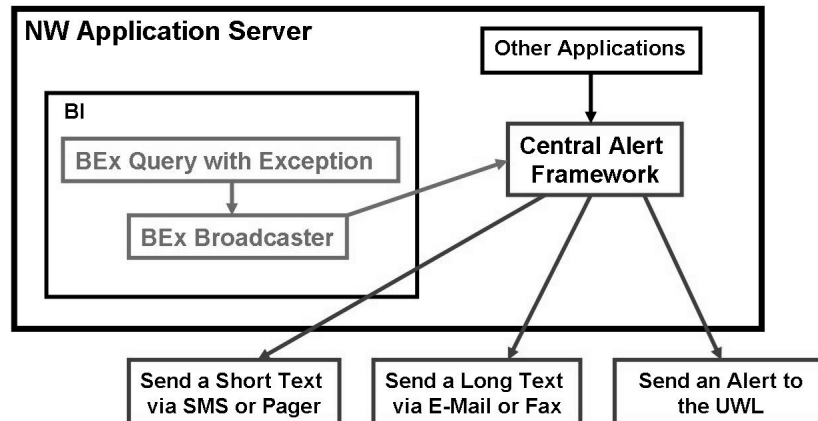 NW Application Server
Other Applications
BI
BEx Query with Exception
Central Alert
Framework
BEx Broadcaster
Send a Short Text
via SMS or Pager
Send a Long Text
via E-Mail or Fax
Send an Alert to
the UWL